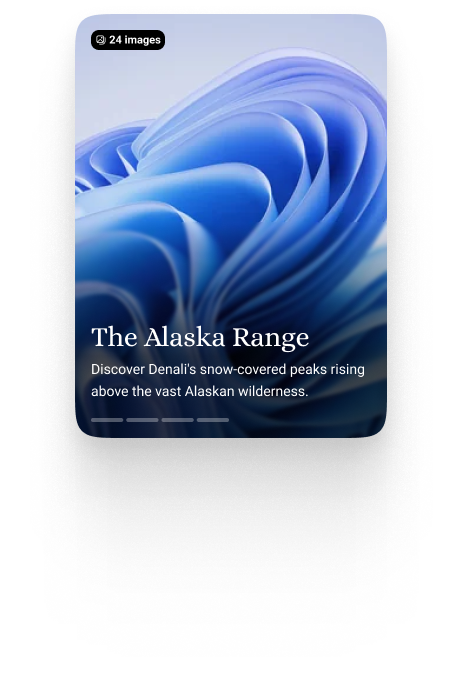 24 images
The Alaska Range
Discover Denali's snow-covered peaks rising
above the vast Alaskan wilderness.